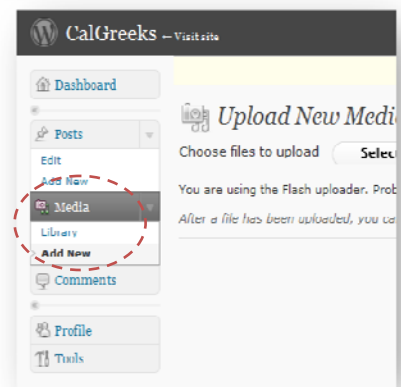 CalGreeks ← Visit site
Dashboard
Posts
Edit
Add New
Media
Library
Add New
Comments
Profile
Tools
Upload New Medi
Choose files to upload Selec
You are using the Flash uploader. Prob
After a file has been uploaded, you ca